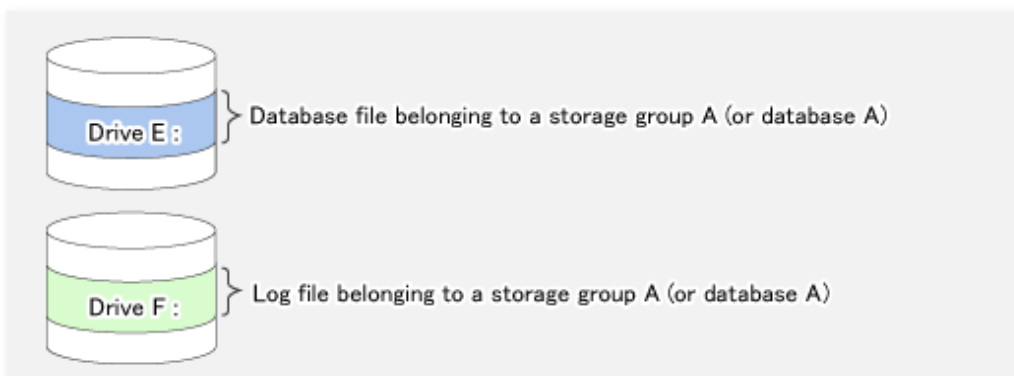 Drive E :
Database file belonging to a storage group A (or database A)
Drive F :
Log file belonging to a storage group A (or database A)